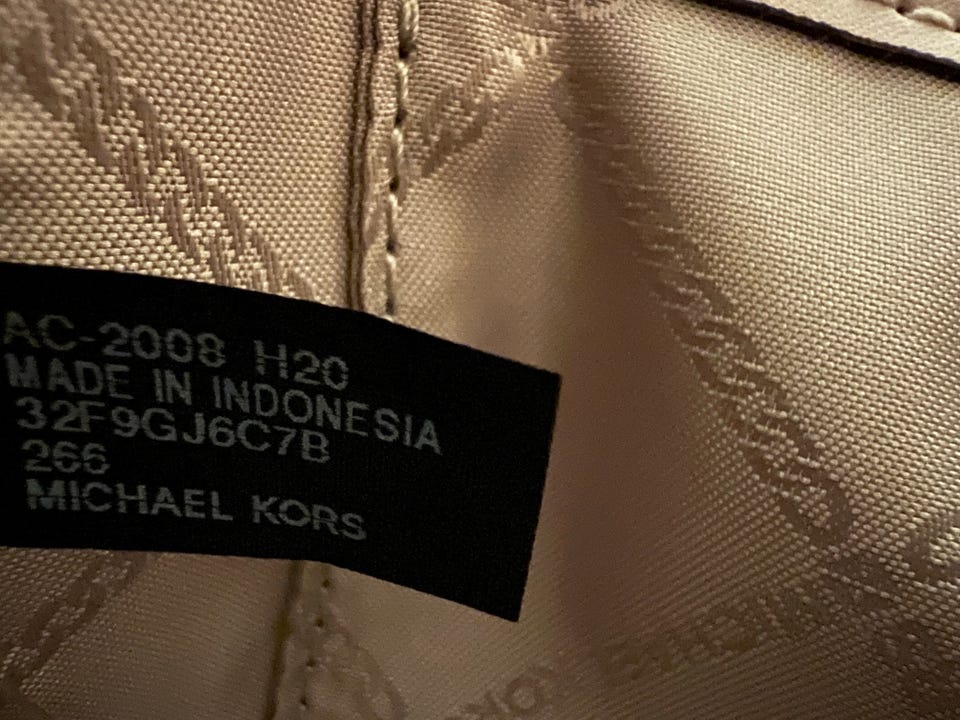 AC-2008 H20
MADE IN INDONESIA
32F9GJ6C7B
266
MICHAEL KORS